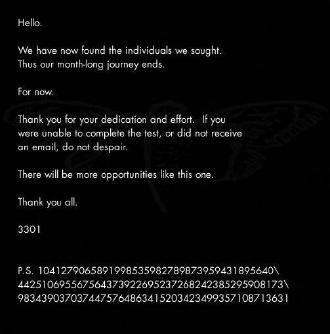 Hello.
We have now found the individuals we sought.
Thus our month-long journey ends.
For now.
Thank you for your dedication and effort. If you
were unable to complete the test, or did not receive
an email, do not despair.
There will be more opportunities like this one.
Thank you all.
3301
P.S. 1041279065891998535982789873959431895640\
442510695567564373922695237268242385295908173\
9834390370374475764863415203423499357108713631